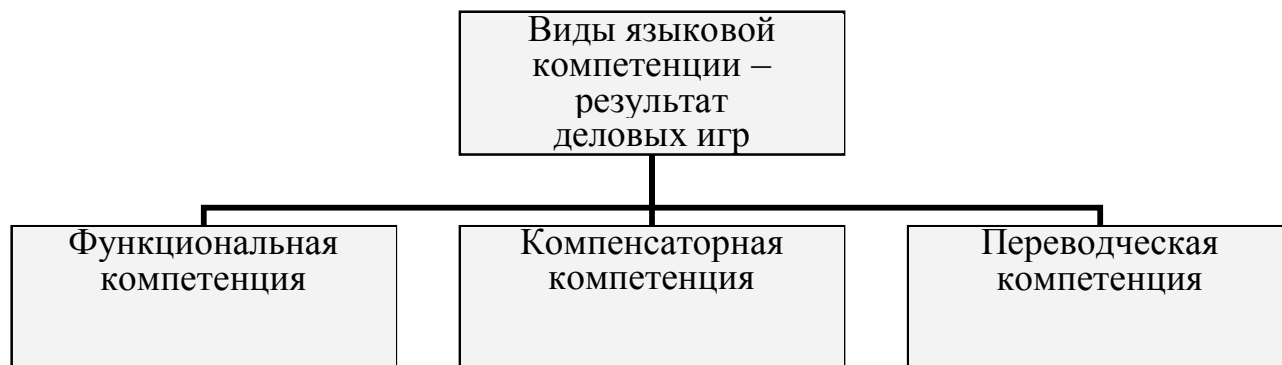 Виды языковой
компетенции –
результат
деловых игр
Функциональная
компетенция
Компенсаторная
компетенция
Переводческая
компетенция